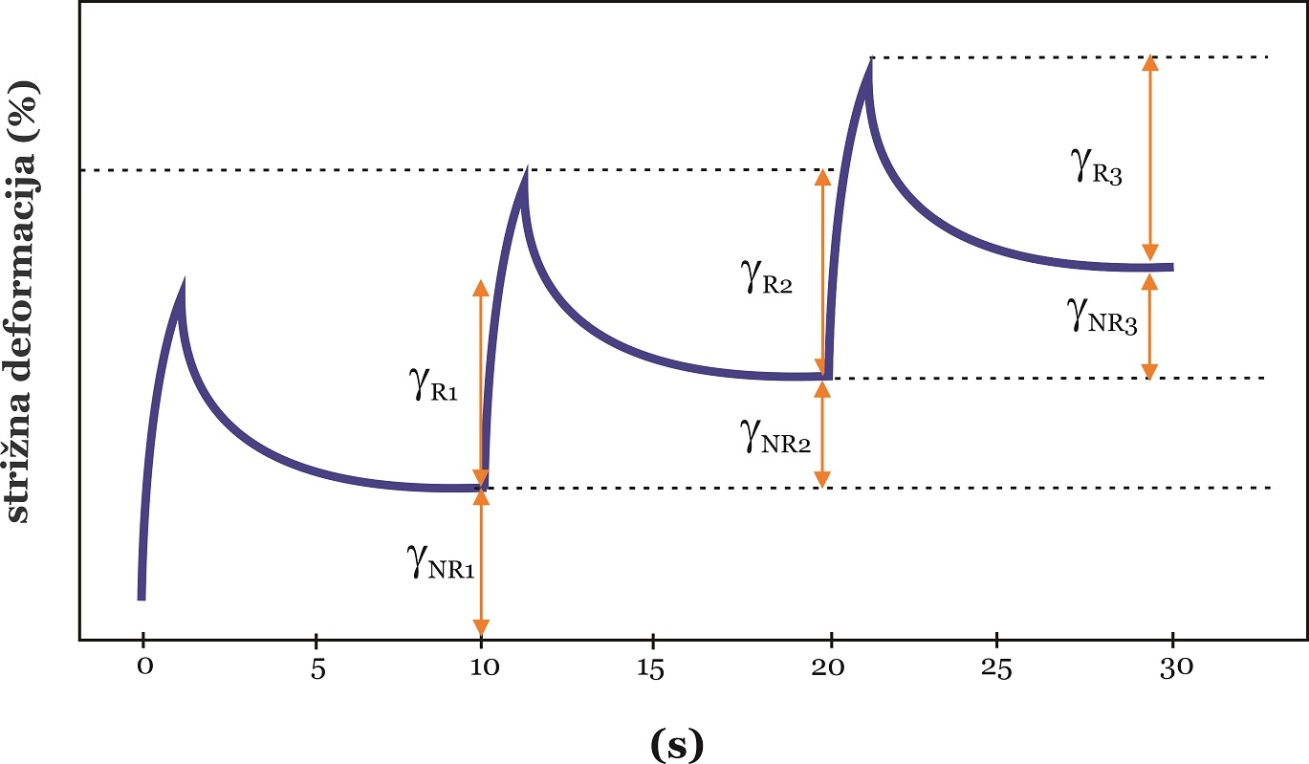 strižna deformacija (%)
γR3
γR2
γNR3
γR1
γNR2
γNR1
0 5 10 15 20 25 30
(s)